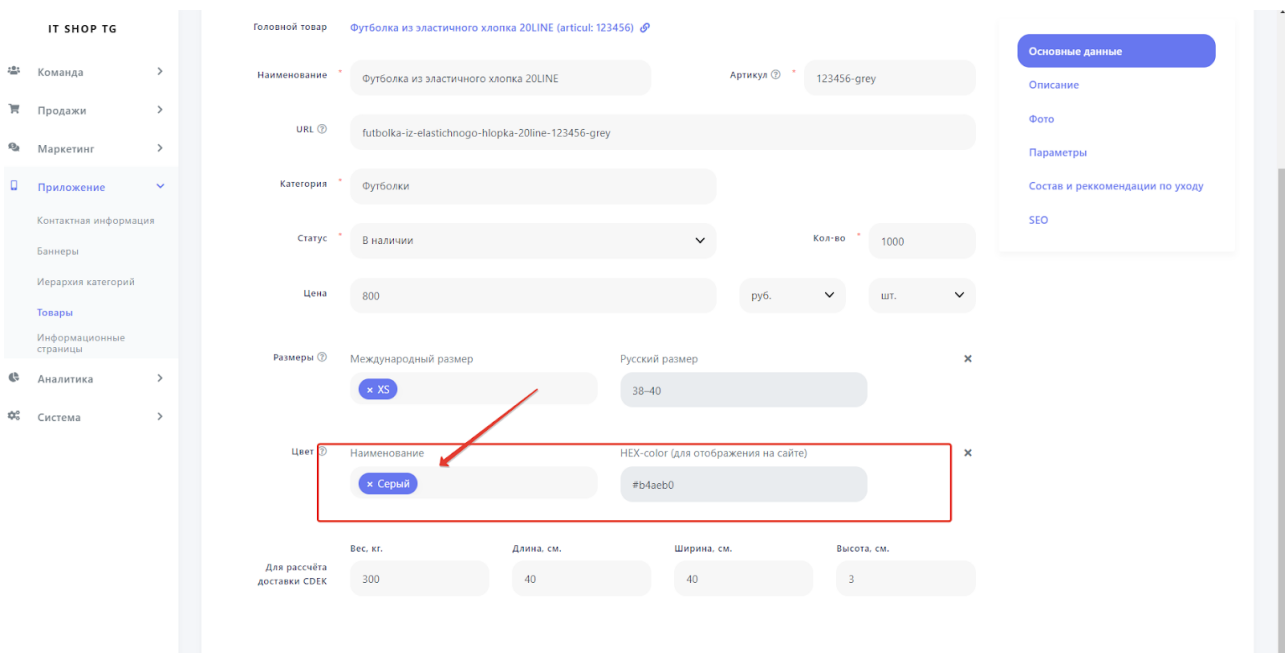 IT SHOP TG
Команда
Продажи
Маркетинг
Приложение
Контактная информация
Баннеры
Иерархия категорий
Товары
Информационные
страницы
Аналитика
Система
Головной товар Футболка из эластичного хлопка 20LINE (articul: 123456)
Наименование * Футболка из эластичного хлопка 20LINE Артикул ? * 123456-grey
URL ? futbolka-iz-elastichnogo-hlopka-20line-123456-grey
Категория * Футболки
Статус * В наличии Кол-во * 1000
Цена 800 руб. шт.
Размеры ? Международный размер Русский размер ×
× XS 38–40
Цвет ? Наименование HEX-color (для отображения на сайте) ×
× Серый #b4aeb0
Вес, кг. Длина, см. Ширина, см. Высота, см.
Для рассчёта
доставки CDEK 300 40 40 3
Основные данные
Описание
Фото
Параметры
Состав и реккомендации по уходу
SEO